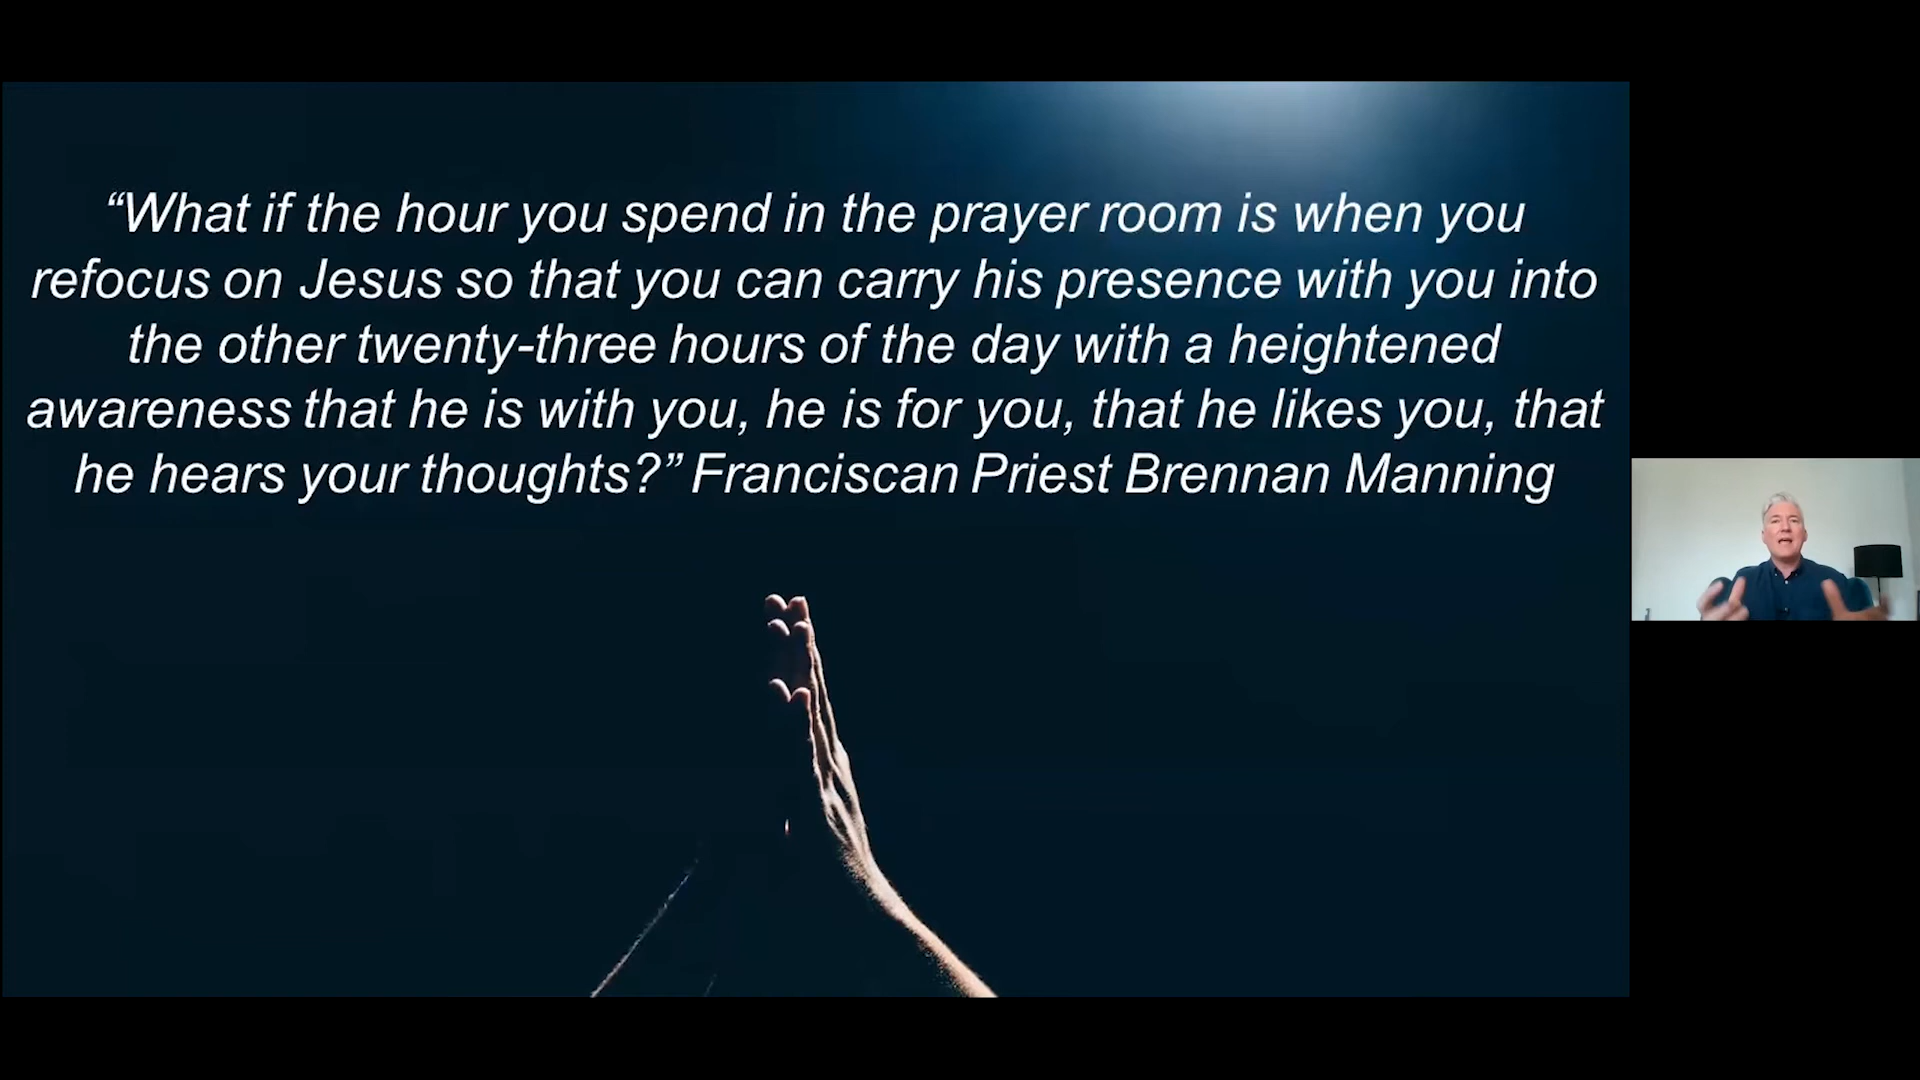 “What if the hour you spend in the prayer room is when you
refocus on Jesus so that you can carry his presence with you into
the other twenty-three hours of the day with a heightened
awareness that he is with you, he is for you, that he likes you, that
he hears your thoughts?” Franciscan Priest Brennan Manning